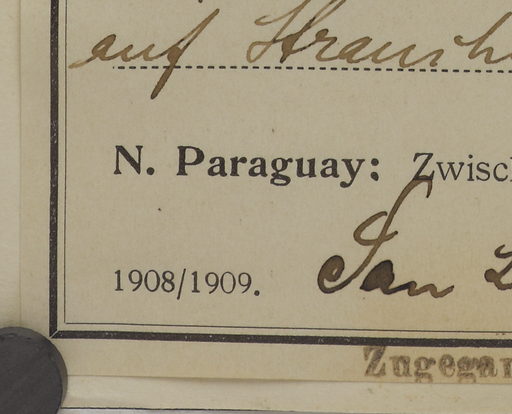 auf Strauch
N. Paraguay: Zwisch
1908/1909. San
Zugegan